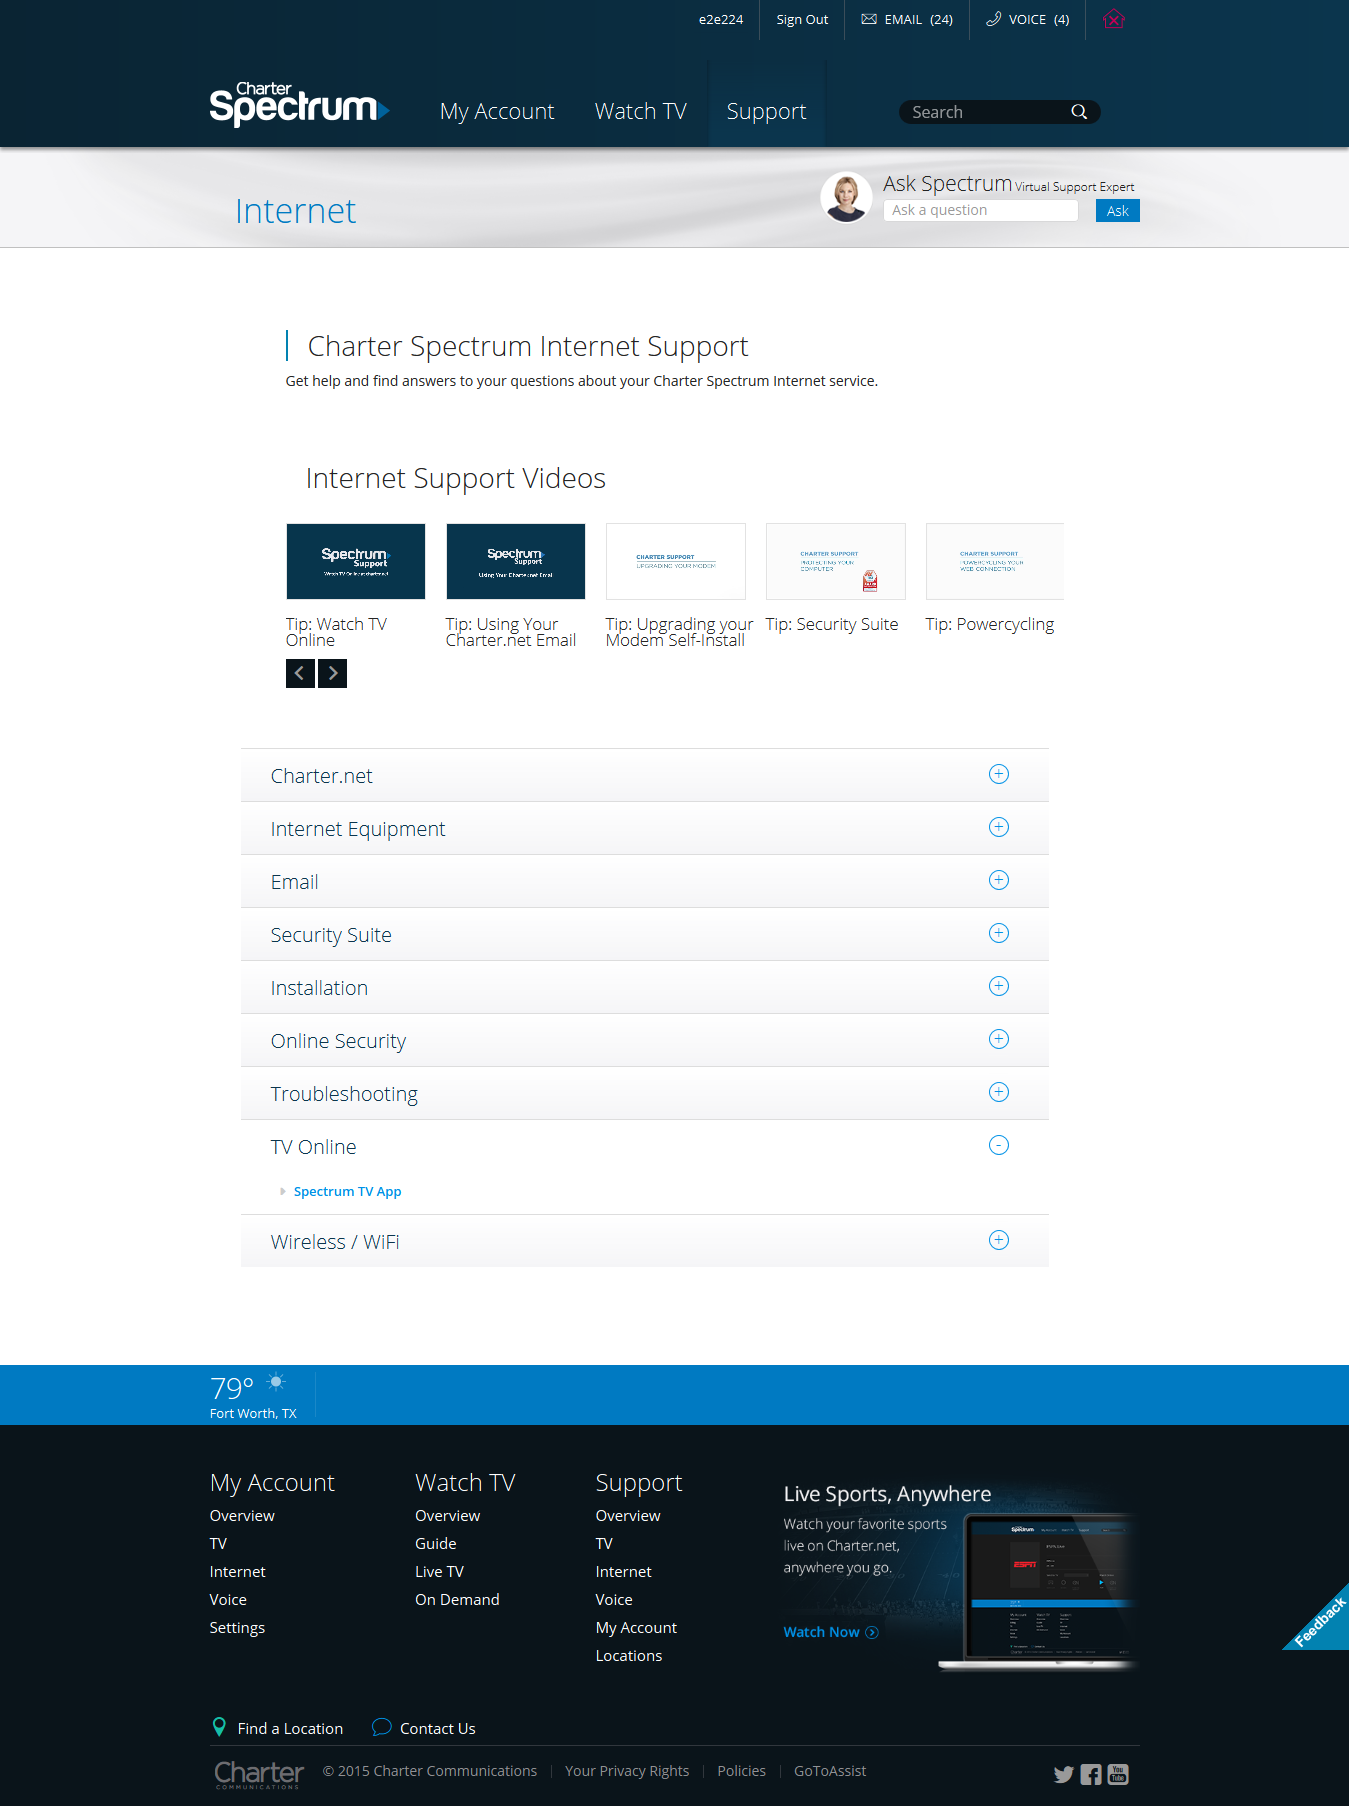 e2e224
Sign Out
EMAIL (24)
VOICE (4)
Charter
Spectrum
My Account
Watch TV
Support
Search
Internet
Ask Spectrum Virtual Support Expert
Ask a question
Ask
Charter Spectrum Internet Support
Get help and find answers to your questions about your Charter Spectrum Internet service.
Internet Support Videos
Spectrum
Support
Watch TV Online at charter.net
Spectrum
Support
Using Your Charter.net Email
CHARTER SUPPORT
UPGRADING YOUR MODEM
CHARTER SUPPORT
PROTECTING YOUR
COMPUTER
CHARTER SUPPORT
POWERCYCLING YOUR
WEB CONNECTION
Tip: Watch TV
Online
Tip: Using Your
Charter.net Email
Tip: Upgrading your
Modem Self-Install
Tip: Security Suite
Tip: Powercycling
Charter.net
Internet Equipment
Email
Security Suite
Installation
Online Security
Troubleshooting
TV Online
Spectrum TV App
Wireless / WiFi
79°
Fort Worth, TX
My Account
Overview
TV
Internet
Voice
Settings
Watch TV
Overview
Guide
Live TV
On Demand
Support
Overview
TV
Internet
Voice
My Account
Locations
Live Sports, Anywhere
Watch your favorite sports
live on Charter.net,
anywhere you go.
Watch Now
Spectrum
ESPN
Feedback
Find a Location
Contact Us
Charter
COMMUNICATIONS
© 2015 Charter Communications
Your Privacy Rights
Policies
GoToAssist
You
Tube